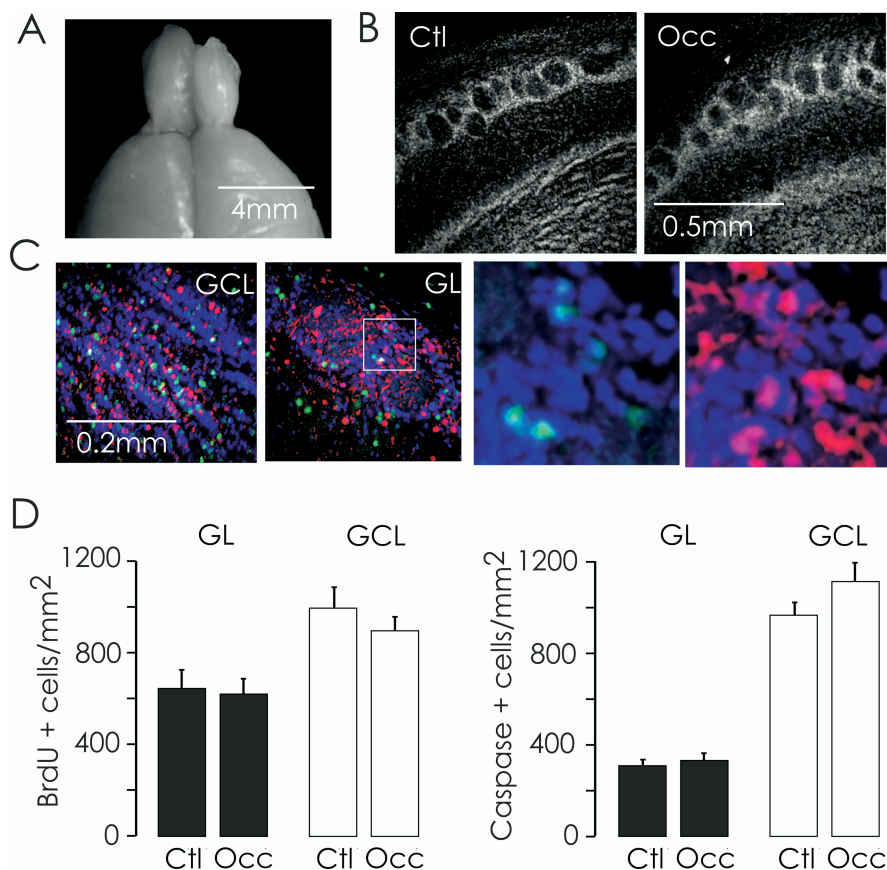 A
4mm
B
Ctl
Occ
0.5mm
C
GCL
GL
0.2mm
D
GL GCL
BrdU + cells/mm²
1200
800
400
0
Ctl Occ Ctl Occ
GL GCL
Caspase + cells/mm²
1200
800
400
0
Ctl Occ Ctl Occ